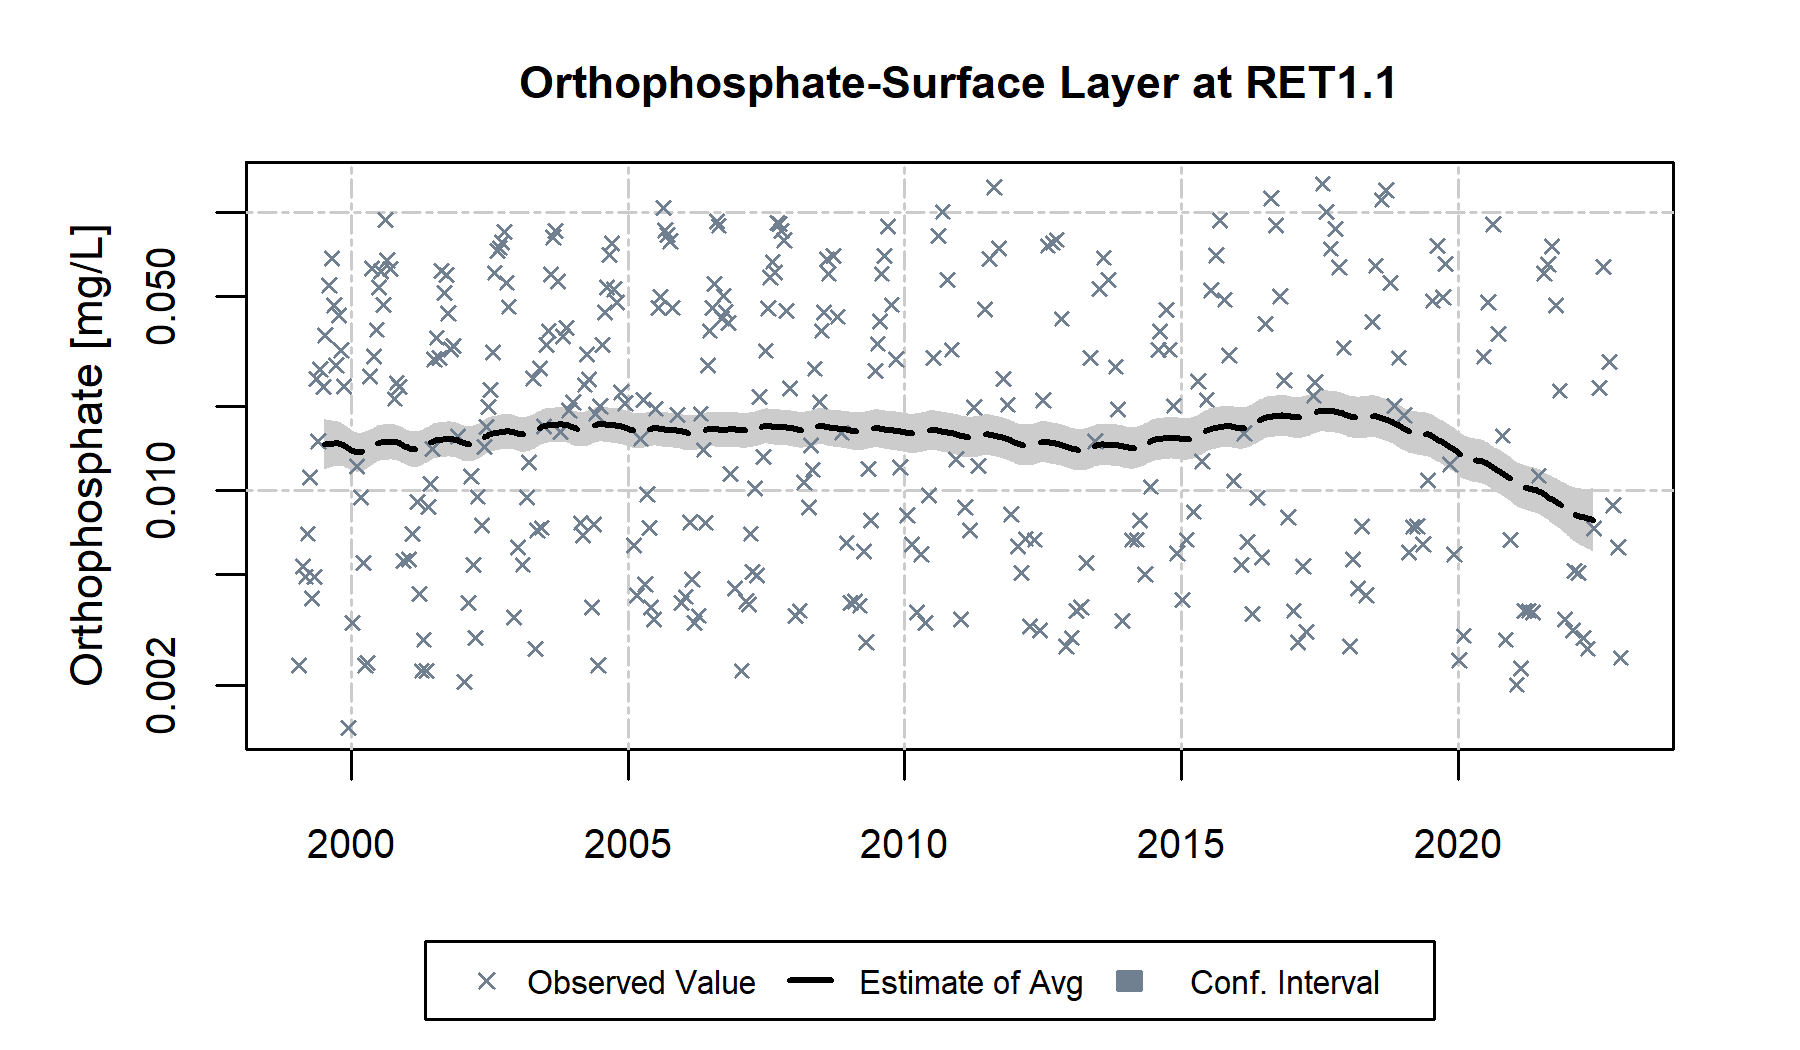 Orthophosphate-Surface Layer at RET1.1
Orthophosphate [mg/L]
0.050
0.010
0.002
2000 2005 2010 2015 2020
Observed Value Estimate of Avg Conf. Interval